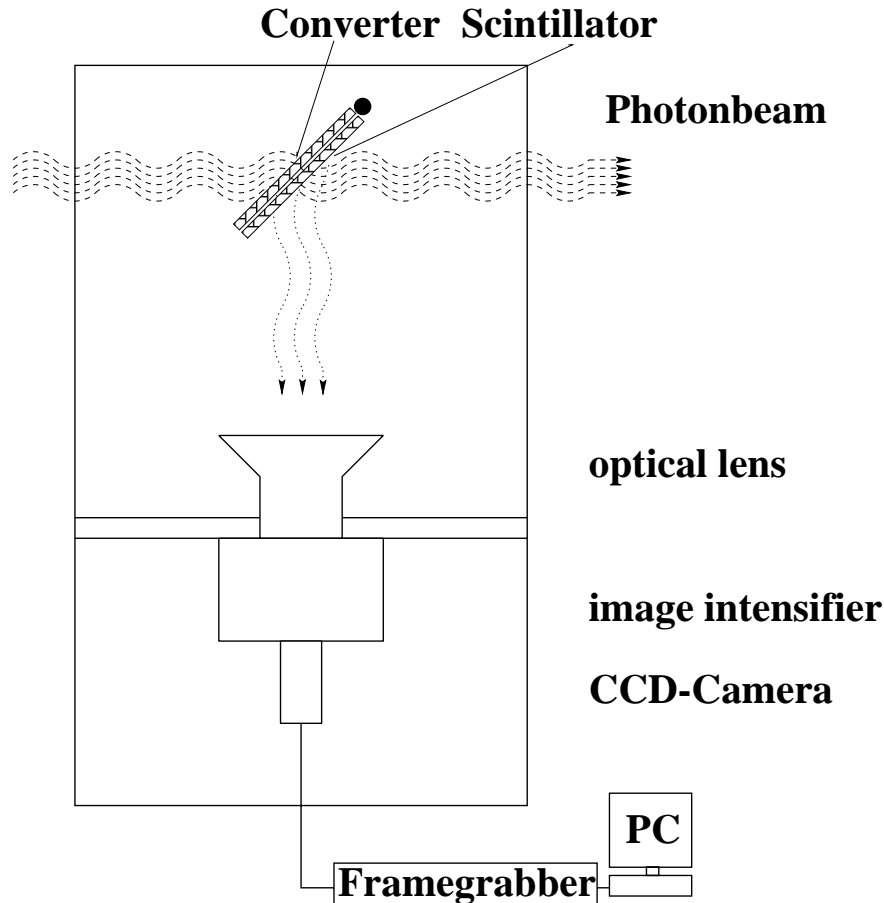 Converter Scintillator
Photonbeam
optical lens
image intensifier
CCD-Camera
PC
Framegrabber